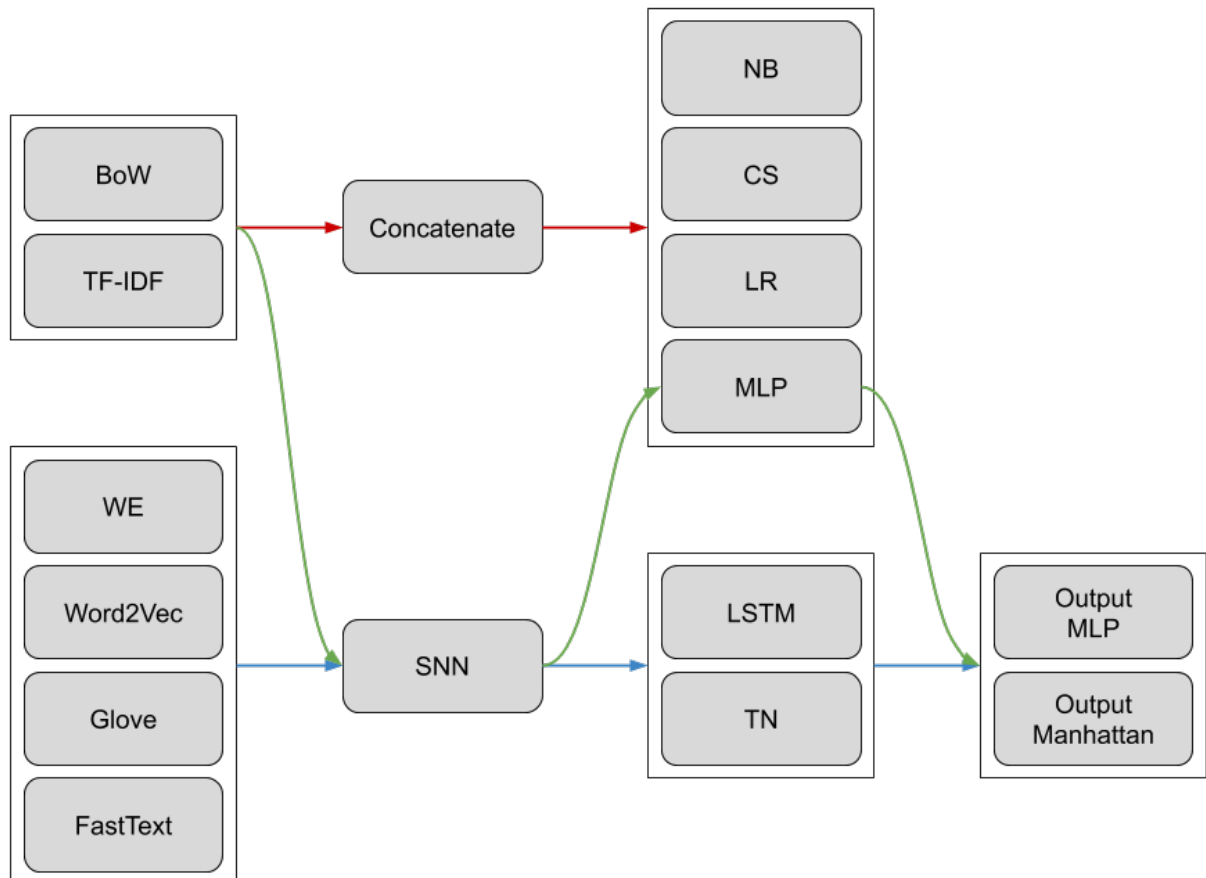 BoW
TF-IDF
WE
Word2Vec
Glove
FastText
Concatenate
SNN
NB
CS
LR
MLP
LSTM
TN
Output
MLP
Output
Manhattan